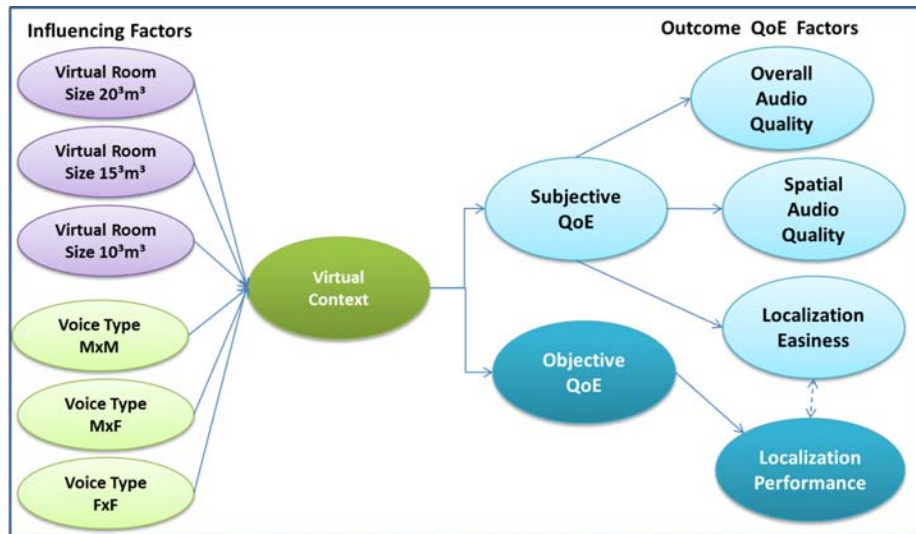 Influencing Factors
Virtual Room
Size 20³m³
Virtual Room
Size 15³m³
Virtual Room
Size 10³m³
Voice Type
MxM
Voice Type
MxF
Voice Type
FxF
Virtual
Context
Subjective
QoE
Objective
QoE
Outcome QoE Factors
Overall
Audio
Quality
Spatial
Audio
Quality
Localization
Easiness
Localization
Performance